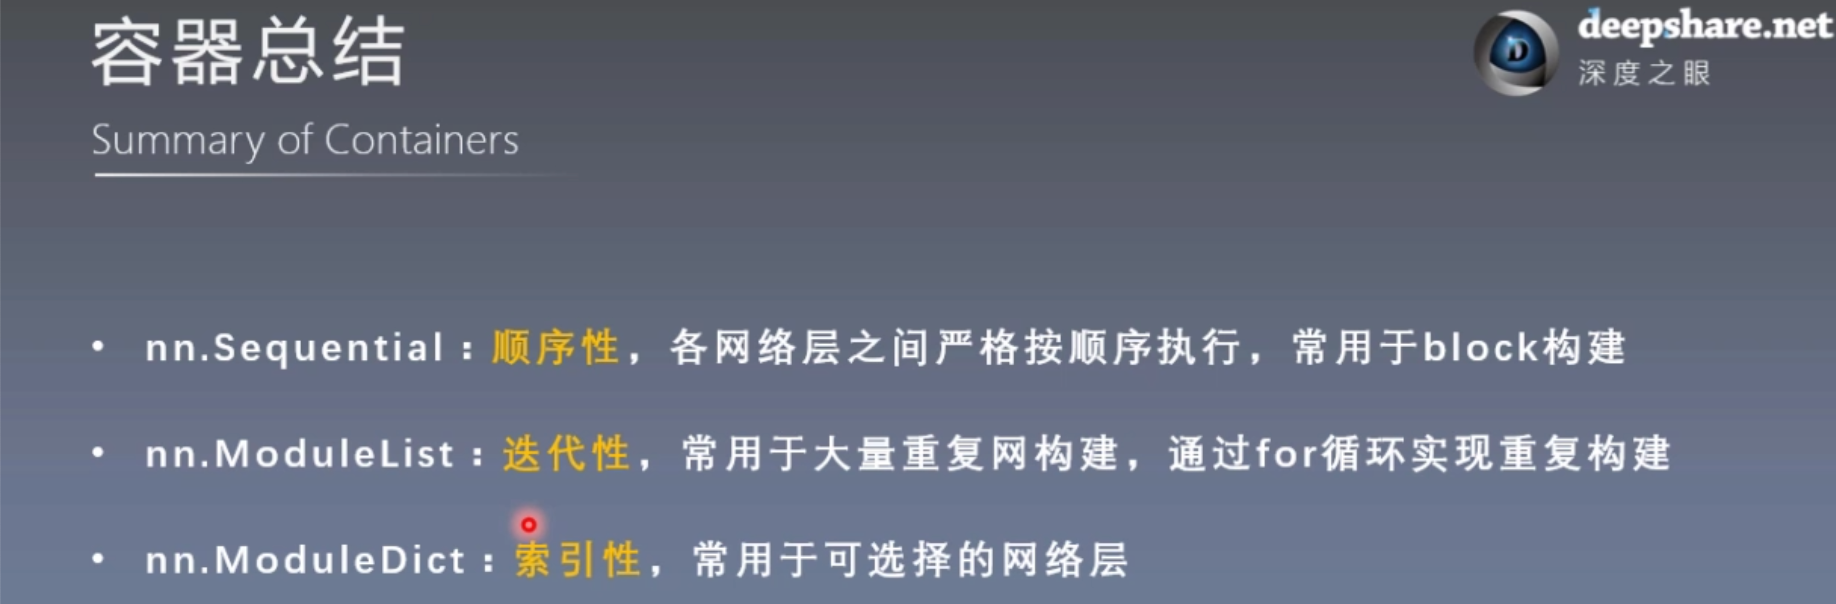 容器总结
deepshare.net
深度之眼
Summary of Containers
• nn.Sequential：顺序性，各网络层之间严格按顺序执行，常用于block构建
• nn.ModuleList：迭代性，常用于大量重复网构建，通过for循环实现重复构建
• nn.ModuleDict：索引性，常用于可选择的网络层